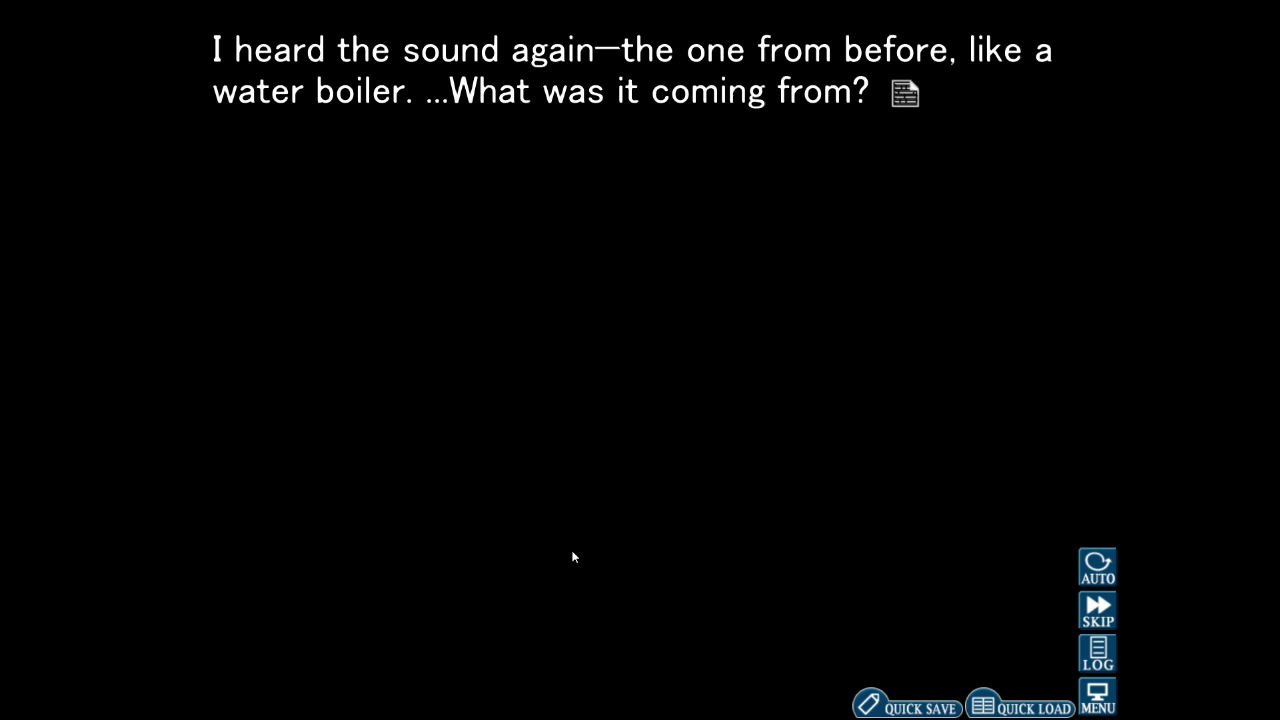 I heard the sound again—the one from before, like a
water boiler. ...What was it coming from?
AUTO
SKIP
LOG
QUICK SAVE QUICK LOAD MENU